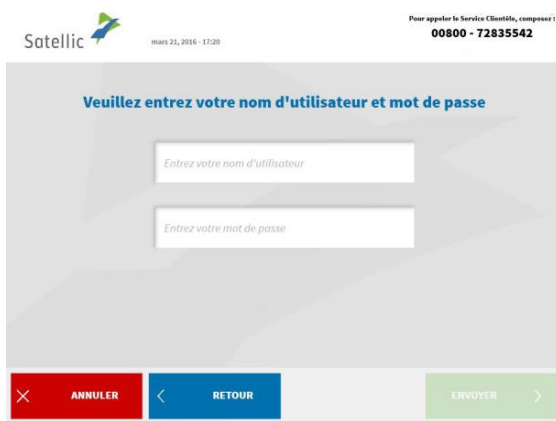 Satellic
mars 21, 2016 - 17:20
Pour appeler le Service Clientèle, composez :
00800 - 72835542
Veuillez entrez votre nom d'utilisateur et mot de passe
Entrez votre nom d'utilisateur
Entrez votre mot de passe
ANNULER
RETOUR
ENVOYER